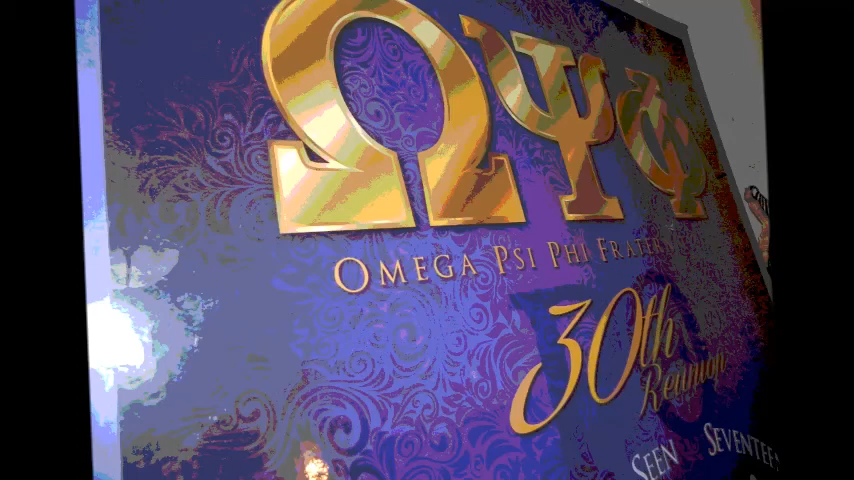 ΩΨΦ
OMEGA PSI PHI
30th
Reunion
SEEN